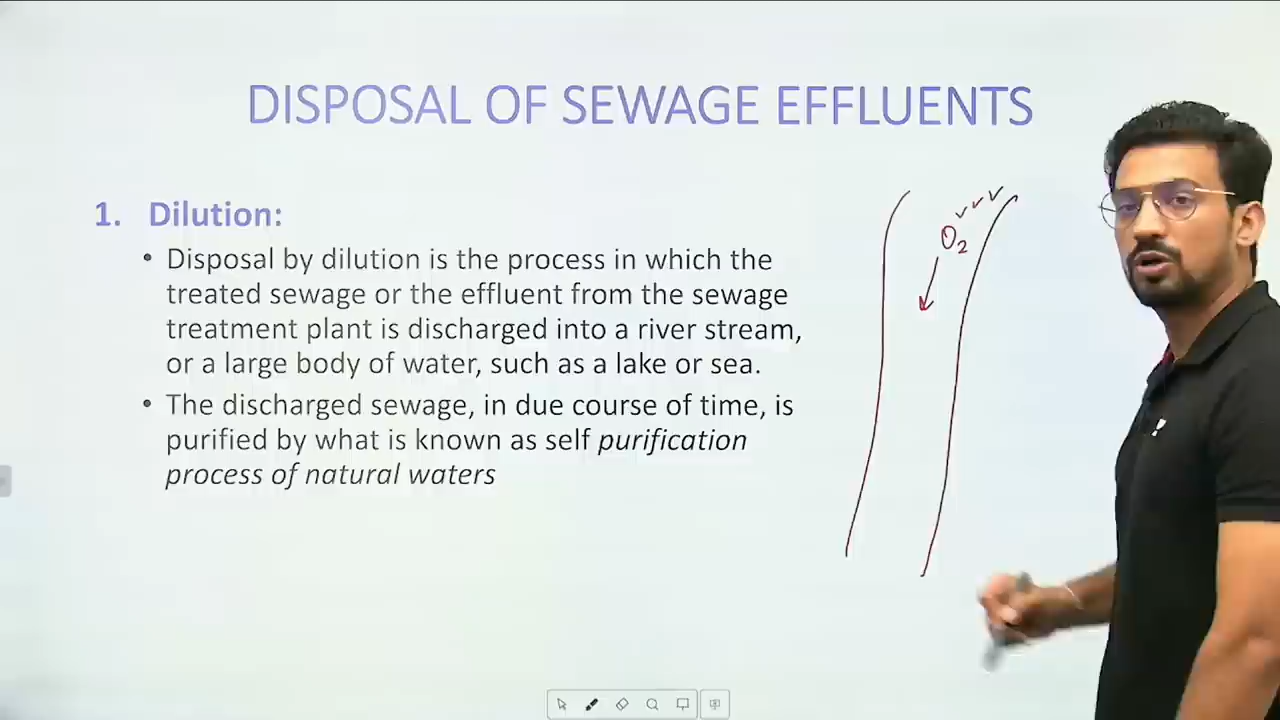 DISPOSAL OF SEWAGE EFFLUENTS
1. Dilution:
• Disposal by dilution is the process in which the
treated sewage or the effluent from the sewage
treatment plant is discharged into a river stream,
or a large body of water, such as a lake or sea.
• The discharged sewage, in due course of time, is
purified by what is known as self purification
process of natural waters
O₂